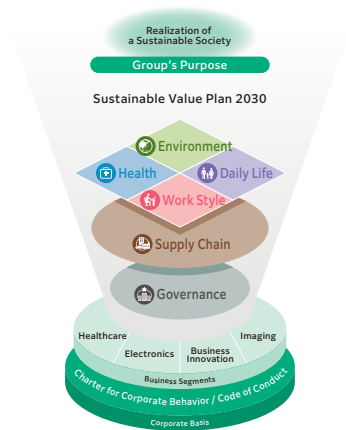 Realization of
a Sustainable Society
Group's Purpose
Sustainable Value Plan 2030
Environment
Health
Daily Life
Work Style
Supply Chain
Governance
Healthcare
Electronics
Business
Innovation
Imaging
Business Segments
Charter for Corporate Behavior / Code of Conduct
Corporate Basis